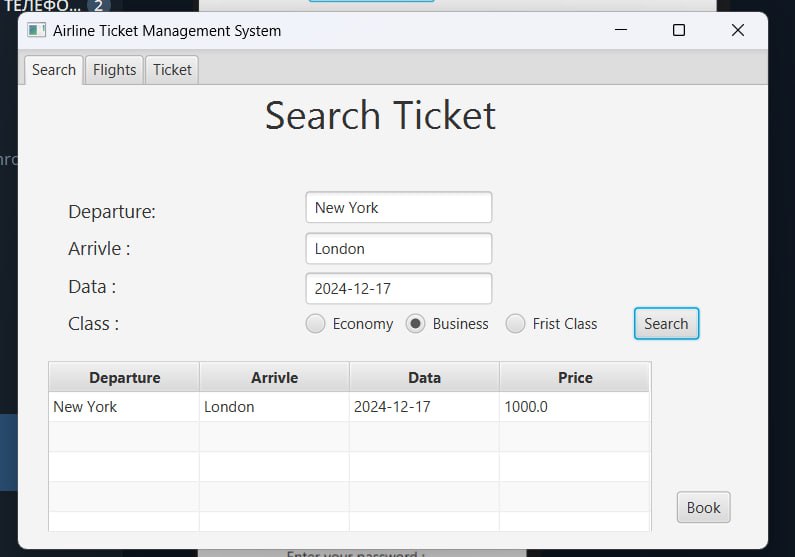 ТЕЛЕФО... 2
Airline Ticket Management System
Search Flights Ticket
Search Ticket
Departure: New York
Arrivle : London
Data : 2024-12-17
Class : Economy Business Frist Class Search
Departure Arrivle Data Price
New York London 2024-12-17 1000.0
Book
Enter your password :